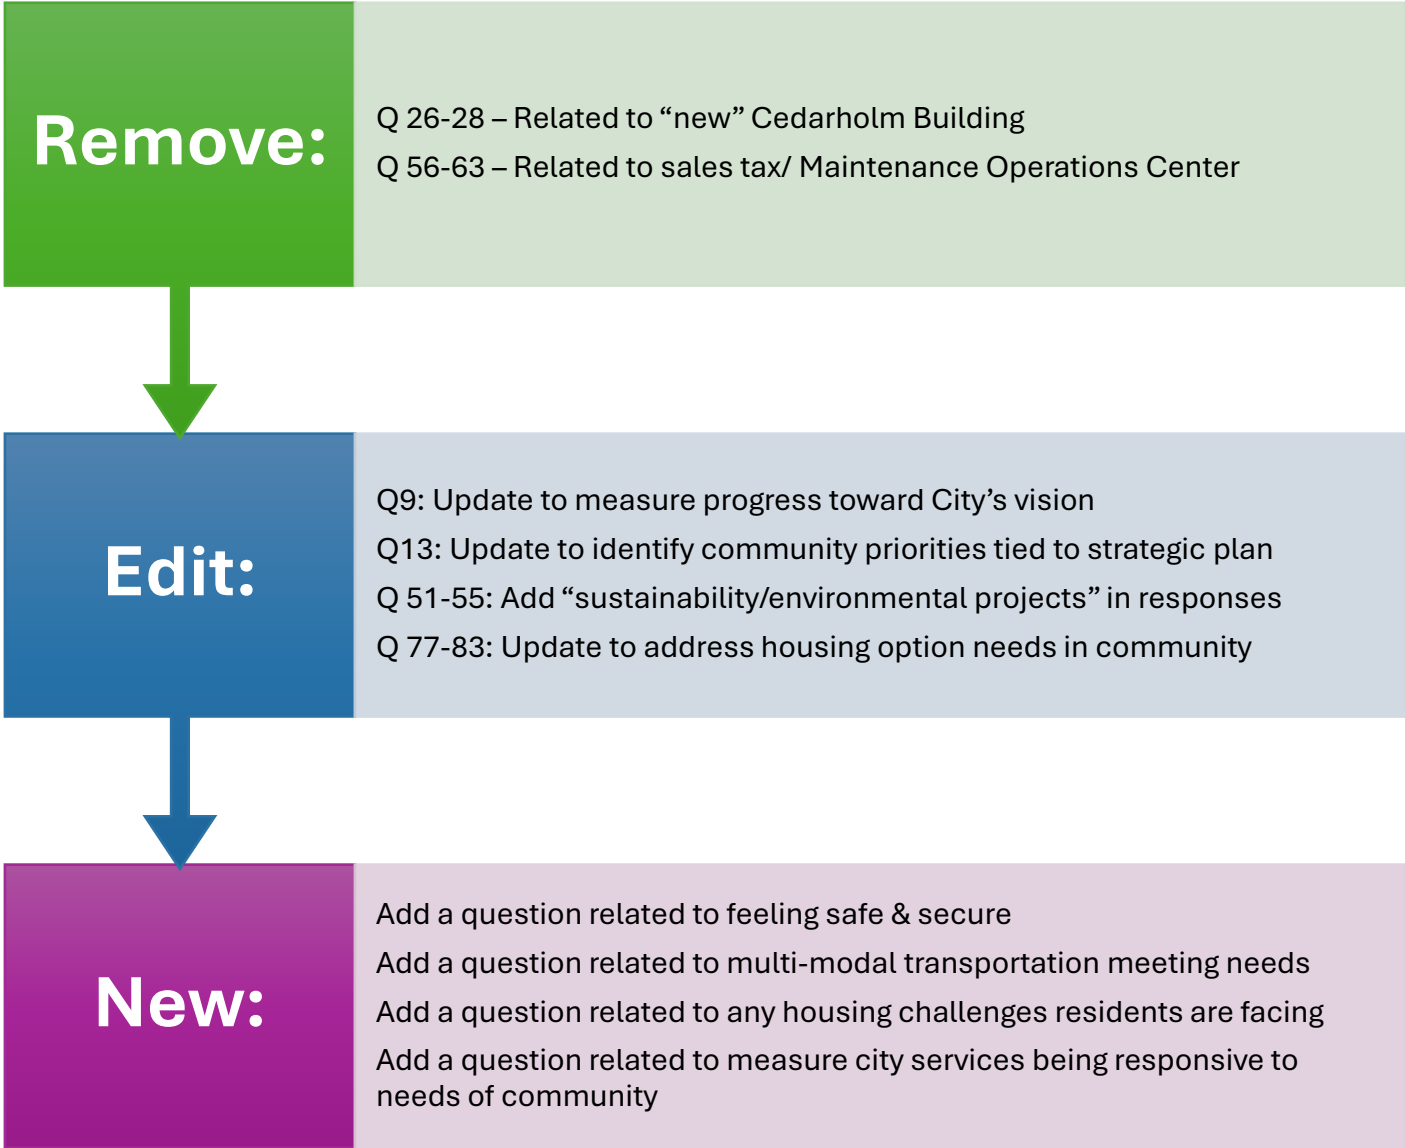 Remove:
Q 26-28 – Related to “new” Cedarholm Building
Q 56-63 – Related to sales tax/ Maintenance Operations Center
Edit:
Q9: Update to measure progress toward City’s vision
Q13: Update to identify community priorities tied to strategic plan
Q 51-55: Add “sustainability/environmental projects” in responses
Q 77-83: Update to address housing option needs in community
New:
Add a question related to feeling safe & secure
Add a question related to multi-modal transportation meeting needs
Add a question related to any housing challenges residents are facing
Add a question related to measure city services being responsive to
needs of community